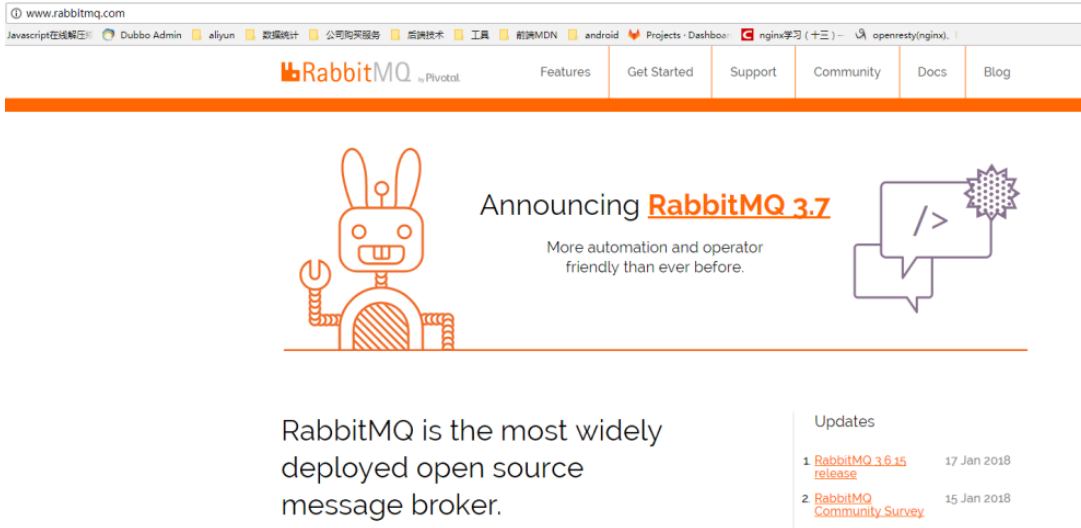 www.rabbitmq.com
Javascript在线解压 Dubbo Admin aliyun 数据统计 公司购买服务 后端技术 工具 前端MDN android Projects · Dashboar nginx学习 ( 十三 ) – openresty(nginx),
RabbitMQ by Pivotal Features Get Started Support Community Docs Blog
Announcing RabbitMQ 3.7
More automation and operator
friendly than ever before.
/>
RabbitMQ is the most widely
deployed open source
message broker.
Updates
1. RabbitMQ 3.6.15 17 Jan 2018
release
2. RabbitMQ 15 Jan 2018
Community Survey